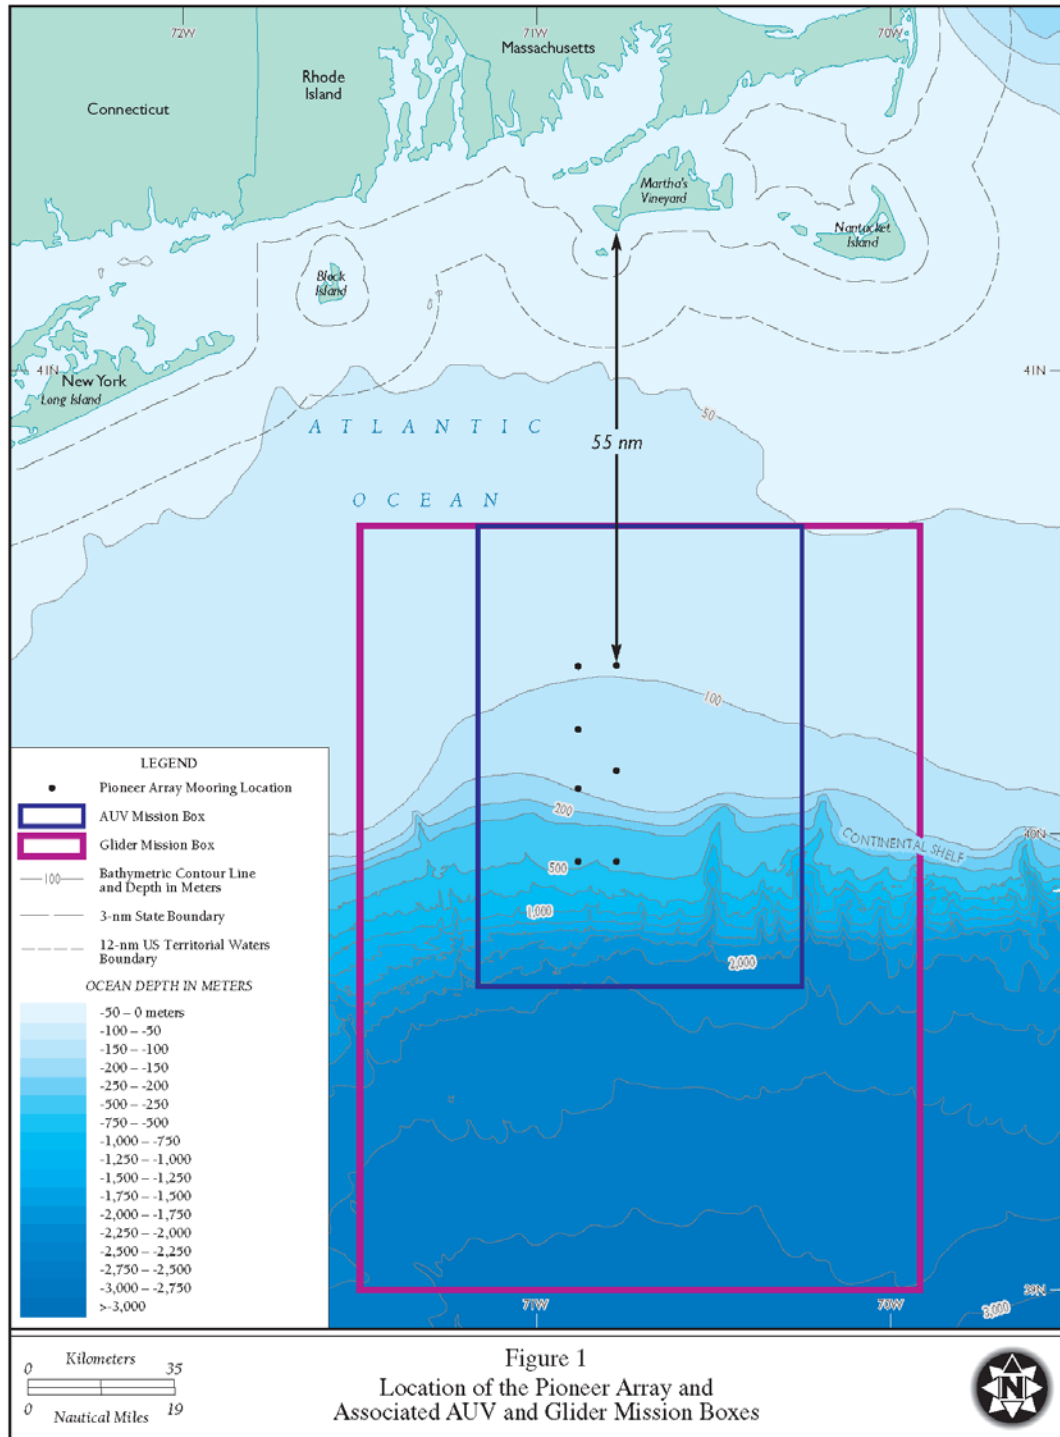 72W
71W
70W
Massachusetts
Rhode
Island
Connecticut
Martha's
Vineyard
Nantucket
Island
Block
Island
41N
41N
New York
Long Island
50
ATLANTIC
55 nm
OCEAN
100
LEGEND
Pioneer Array Mooring Location
AUV Mission Box
Glider Mission Box
100
Bathymetric Contour Line
and Depth in Meters
3-nm State Boundary
12-nm US Territorial Waters
Boundary
OCEAN DEPTH IN METERS
-50 – 0 meters
-100 – -50
-150 – -100
-200 – -150
-250 – -200
-500 – -250
-750 – -500
-1,000 – -750
-1,250 – -1,000
-1,500 – -1,250
-1,750 – -1,500
-2,000 – -1,750
-2,250 – -2,000
-2,500 – -2,250
-2,750 – -2,500
-3,000 – -2,750
>-3,000
200
40N
CONTINENTAL SHELF
500
1,000
2,000
39N
71W
70W
3,000
Kilometers
0 35
0 19
Nautical Miles
Figure 1
Location of the Pioneer Array and
Associated AUV and Glider Mission Boxes
N